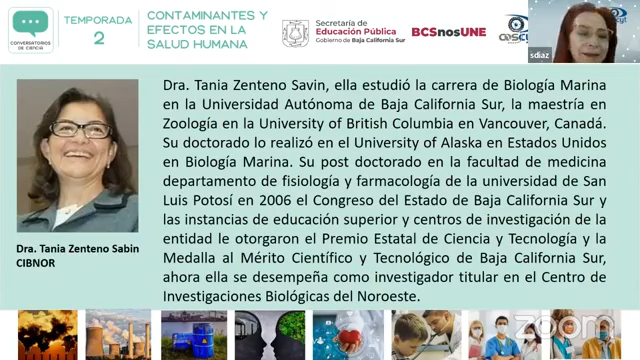 CONVERSATORIOS
DE CIENCIA
TEMPORADA
2
CONTAMINANTES Y
EFECTOS EN LA
SALUD HUMANA
Secretaría de
Educación Pública
Gobierno de Baja California Sur
BCSnosUNE
sdiaz
Dra. Tania Zenteno Savin, ella estudió la carrera de Biología Marina
en la Universidad Autónoma de Baja California Sur, la maestría en
Zoología en la University of British Columbia en Vancouver, Canadá.
Su doctorado lo realizó en el University of Alaska en Estados Unidos
en Biología Marina. Su post doctorado en la facultad de medicina
departamento de fisiología y farmacología de la universidad de San
Luis Potosí en 2006 el Congreso del Estado de Baja California Sur y
las instancias de educación superior y centros de investigación de la
entidad le otorgaron el Premio Estatal de Ciencia y Tecnología y la
Medalla al Mérito Científico y Tecnológico de Baja California Sur,
ahora ella se desempeña como investigador titular en el Centro de
Investigaciones Biológicas del Noroeste.
Dra. Tania Zenteno Sabin
CIBNOR
zoom